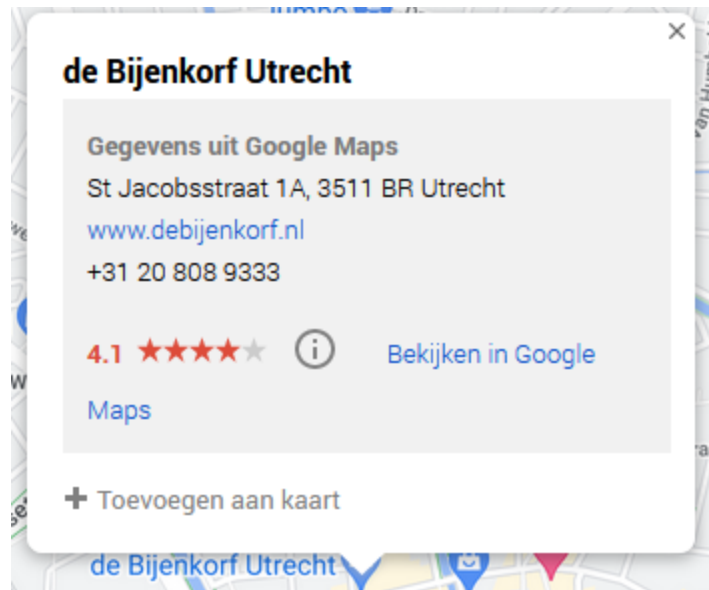 Jumbo
de Bijenkorf Utrecht
Gegevens uit Google Maps
St Jacobsstraat 1A, 3511 BR Utrecht
www.debijenkorf.nl
+31 20 808 9333
4.1 Bekijken in Google
Maps
Toevoegen aan kaart
de Bijenkorf Utrecht